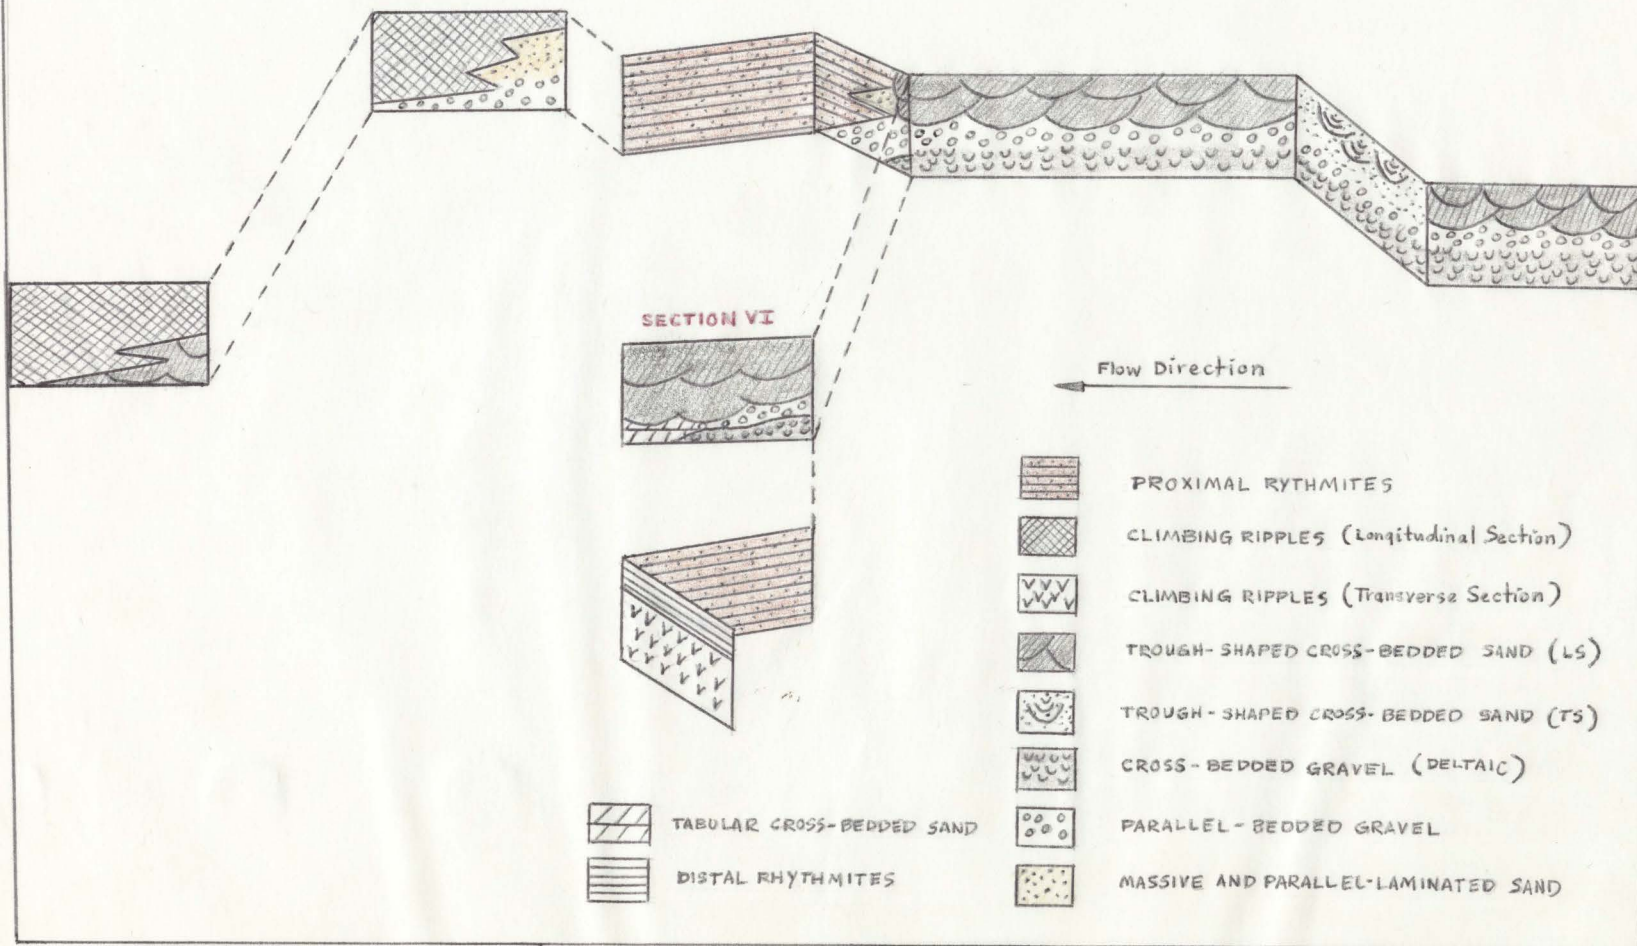 SECTION VI
Flow Direction
PROXIMAL RYTHMITES
CLIMBING RIPPLES (Longitudinal Section)
CLIMBING RIPPLES (Transverse Section)
TROUGH-SHAPED CROSS-BEDDED SAND (LS)
TROUGH-SHAPED CROSS-BEDDED SAND (TS)
CROSS-BEDDED GRAVEL (DELTAIC)
PARALLEL-BEDDED GRAVEL
MASSIVE AND PARALLEL-LAMINATED SAND
TABULAR CROSS-BEDDED SAND
DISTAL RHYTHMITES